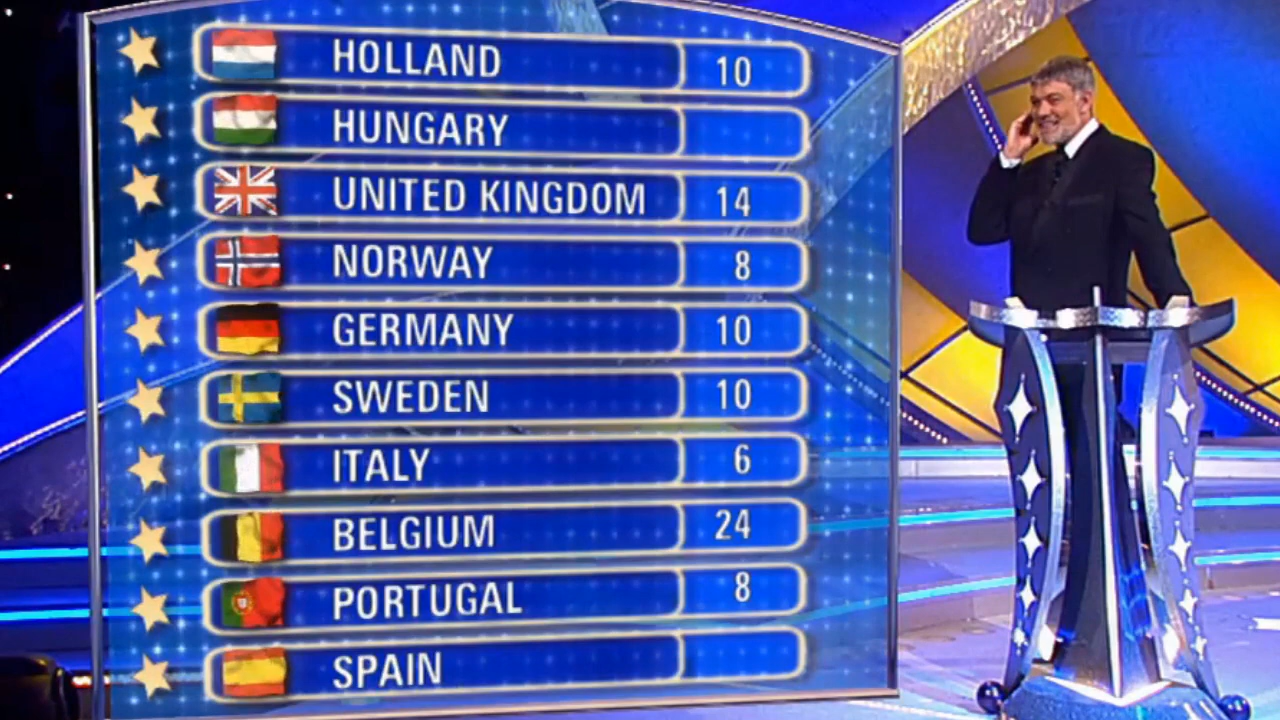 HOLLAND 10
HUNGARY
UNITED KINGDOM 14
NORWAY 8
GERMANY 10
SWEDEN 10
ITALY 6
BELGIUM 24
PORTUGAL 8
SPAIN